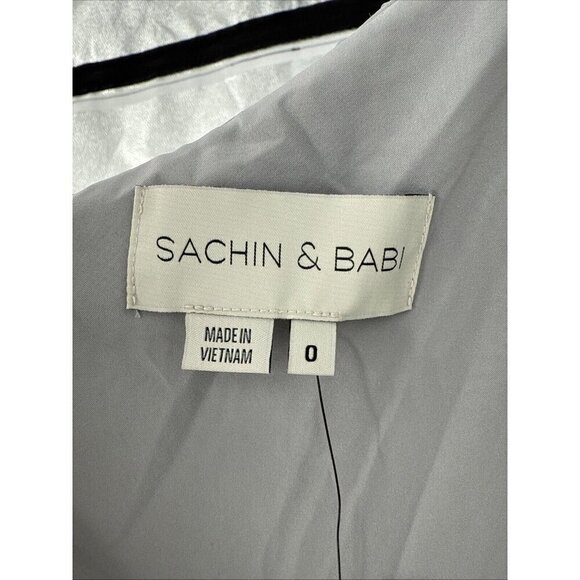 SACHIN & BABI
MADE IN
VIETNAM
0